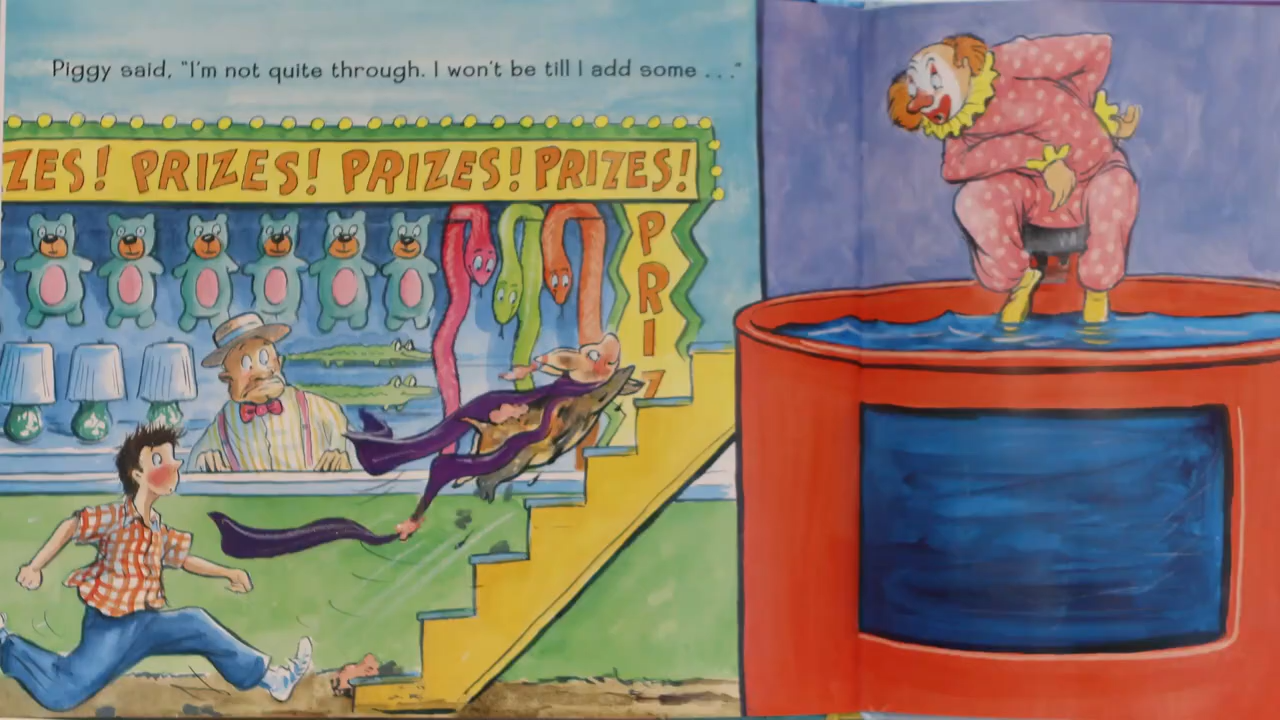 Piggy said, "I'm not quite through. I won't be till I add some . . ."
ZES! PRIZES! PRIZES! PRIZES!
PRIZ